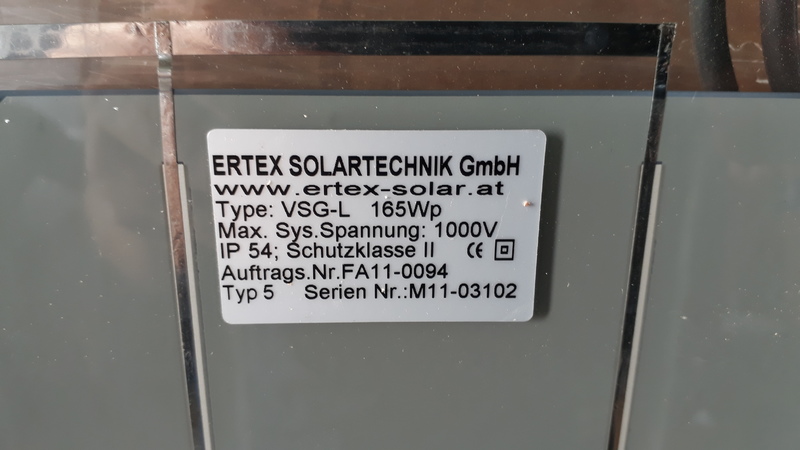 ERTEX SOLARTECHNIK GmbH
www.ertex-solar.at
Type: VSG-L 165Wp
Max. Sys.Spannung: 1000V
IP 54; Schutzklasse II CE
Auftrags.Nr.FA11-0094
Typ 5 Serien Nr.:M11-03102